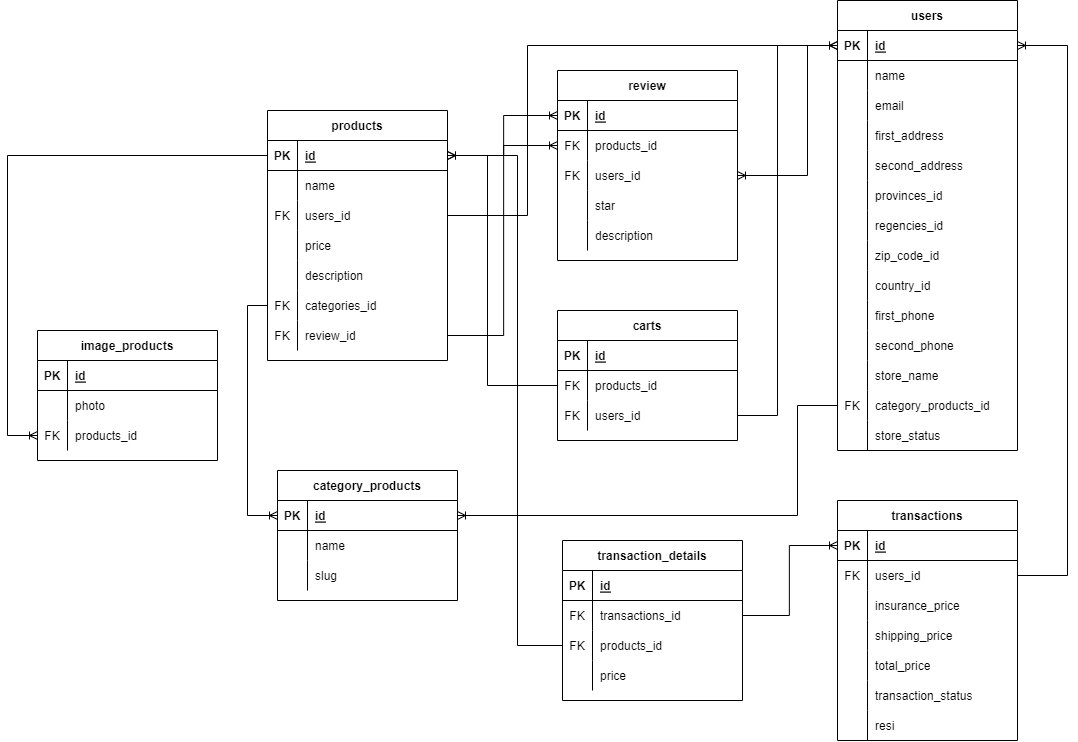 users
PK id
name
email
first_address
second_address
provinces_id
regencies_id
zip_code_id
country_id
first_phone
second_phone
store_name
FK category_products_id
store_status
review
PK id
FK products_id
FK users_id
star
description
products
PK id
name
FK users_id
price
description
FK categories_id
FK review_id
carts
PK id
FK products_id
FK users_id
image_products
PK id
photo
FK products_id
category_products
PK id
name
slug
transaction_details
PK id
FK transactions_id
FK products_id
price
transactions
PK id
FK users_id
insurance_price
shipping_price
total_price
transaction_status
resi